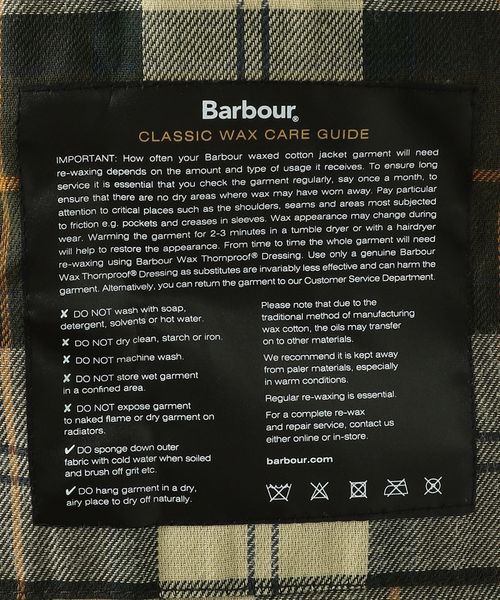 Barbour®
CLASSIC WAX CARE GUIDE
IMPORTANT: How often your Barbour waxed cotton jacket garment will need
re-waxing depends on the amount and type of usage it receives. To ensure long
service it is essential that you check the garment regularly, say once a month, to
ensure that there are no dry areas where wax may have worn away. Pay particular
attention to critical places such as the shoulders, seams and areas most subjected
to friction e.g. pockets and creases in sleeves. Wax appearance may change during
wear. Warming the garment for 2-3 minutes in a tumble dryer or with a hairdryer
will help to restore the appearance. From time to time the whole garment will need
re-waxing using Barbour Wax Thornproof® Dressing. Use only a genuine Barbour
Wax Thornproof® Dressing as substitutes are invariably less effective and can harm the
garment. Alternatively, you can return the garment to our Customer Service Department.
✗ DO NOT wash with soap,
detergent, solvents or hot water.
✗ DO NOT dry clean, starch or iron.
✗ DO NOT machine wash.
✗ DO NOT store wet garment
in a confined area.
✗ DO NOT expose garment
to naked flame or dry garment on
radiators.
✓ DO sponge down outer
fabric with cold water when soiled
and brush off grit etc.
✓ DO hang garment in a dry,
airy place to dry off naturally.
Please note that due to the
traditional method of manufacturing
wax cotton, the oils may transfer
on to other materials.
We recommend it is kept away
from paler materials, especially
in warm conditions.
Regular re-waxing is essential.
For a complete re-wax
and repair service, contact us
either online or in-store.
barbour.com